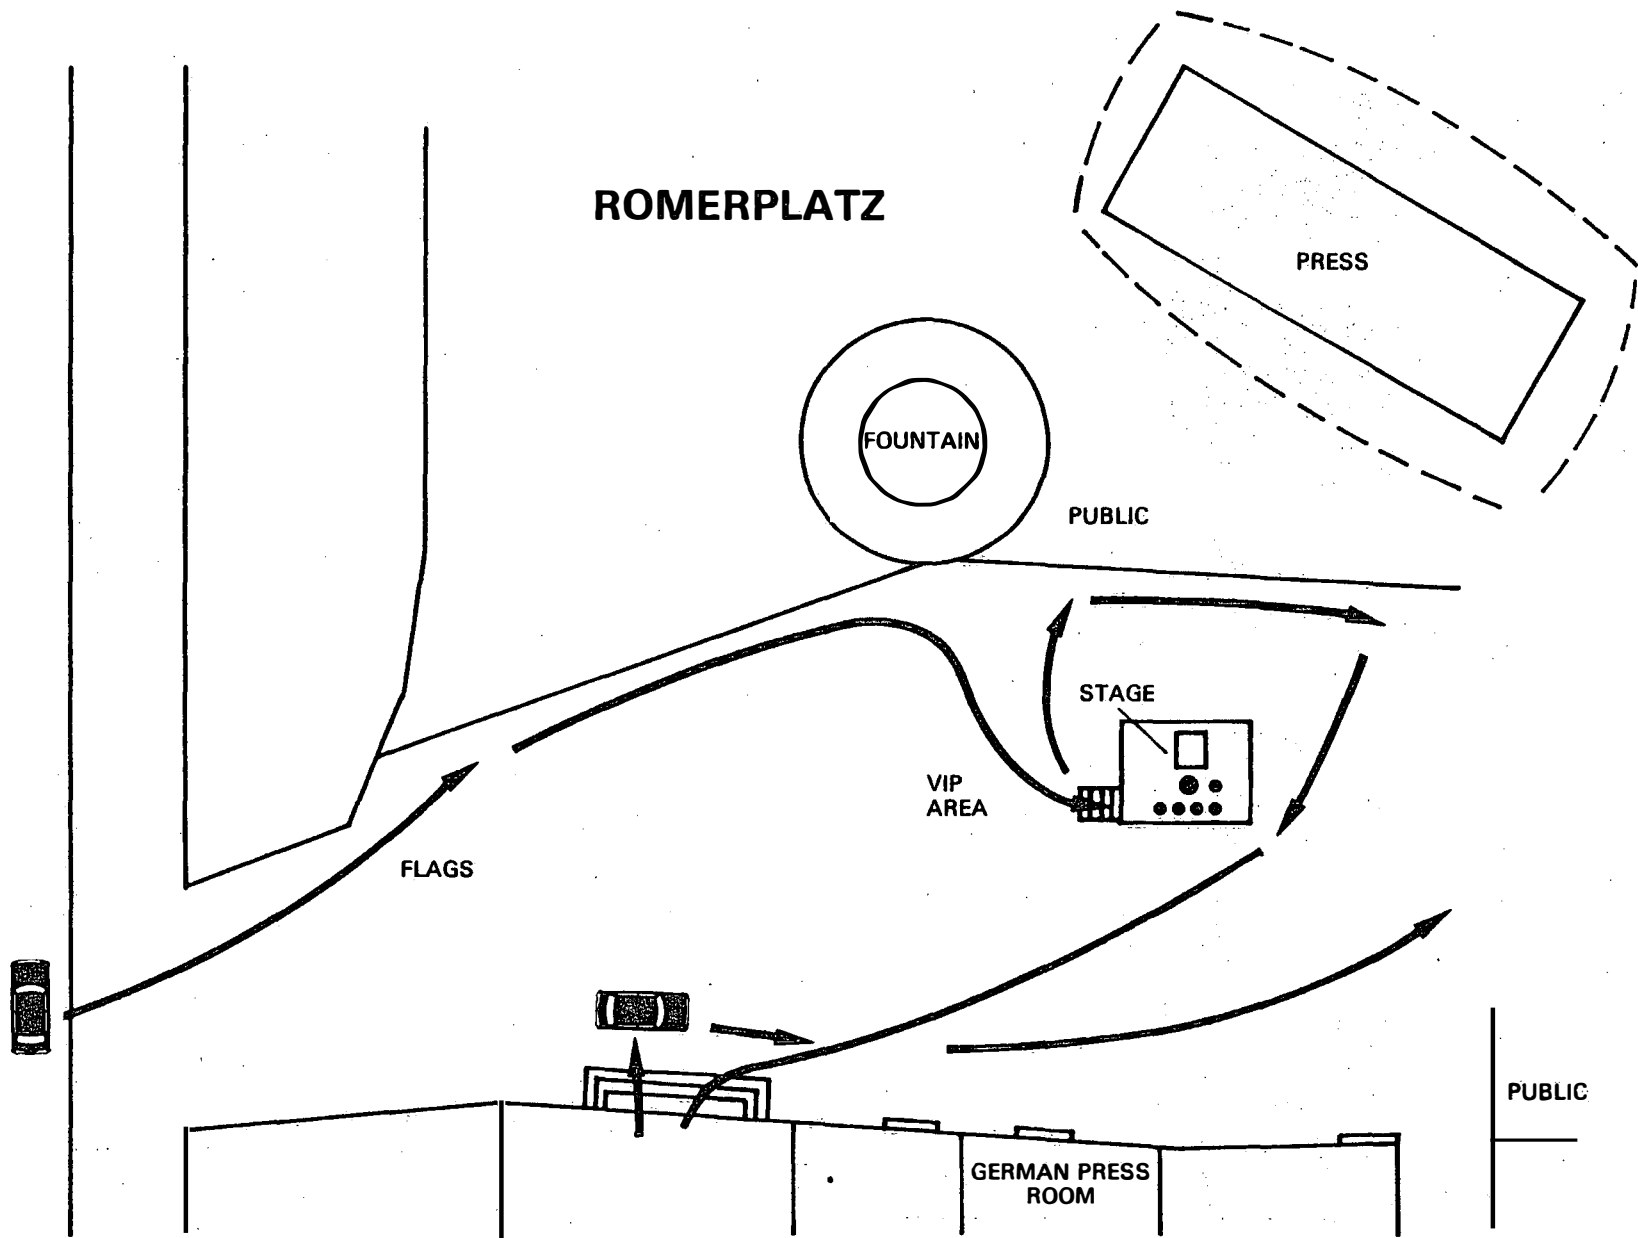 ROMERPLATZ
PRESS
FOUNTAIN
PUBLIC
STAGE
VIP
AREA
FLAGS
PUBLIC
GERMAN PRESS
ROOM